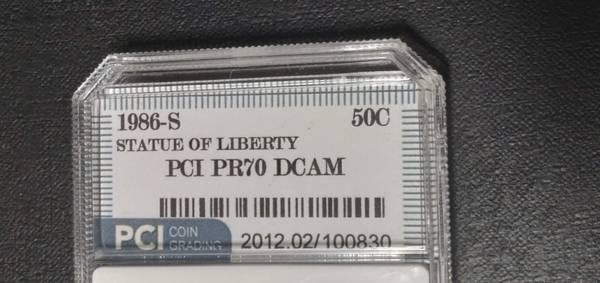 1986-S 50C
STATUE OF LIBERTY
PCI PR70 DCAM
PCI COIN GRADING
2012.02/100830